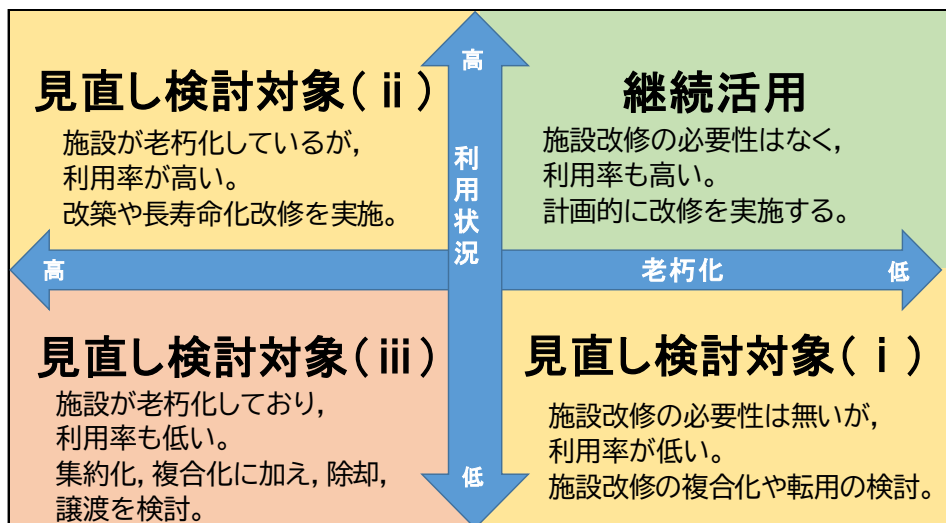 見直し検討対象(ⅱ)
施設が老朽化しているが,
利用率が高い。
改築や長寿命化改修を実施。
高
利用状況
継続活用
施設改修の必要性はなく,
利用率も高い。
計画的に改修を実施する。
高
老朽化
低
見直し検討対象(ⅲ)
施設が老朽化しており,
利用率も低い。
集約化, 複合化に加え, 除却,
譲渡を検討。
低
見直し検討対象(ⅰ)
施設改修の必要性は無いが,
利用率が低い。
施設改修の複合化や転用の検討。